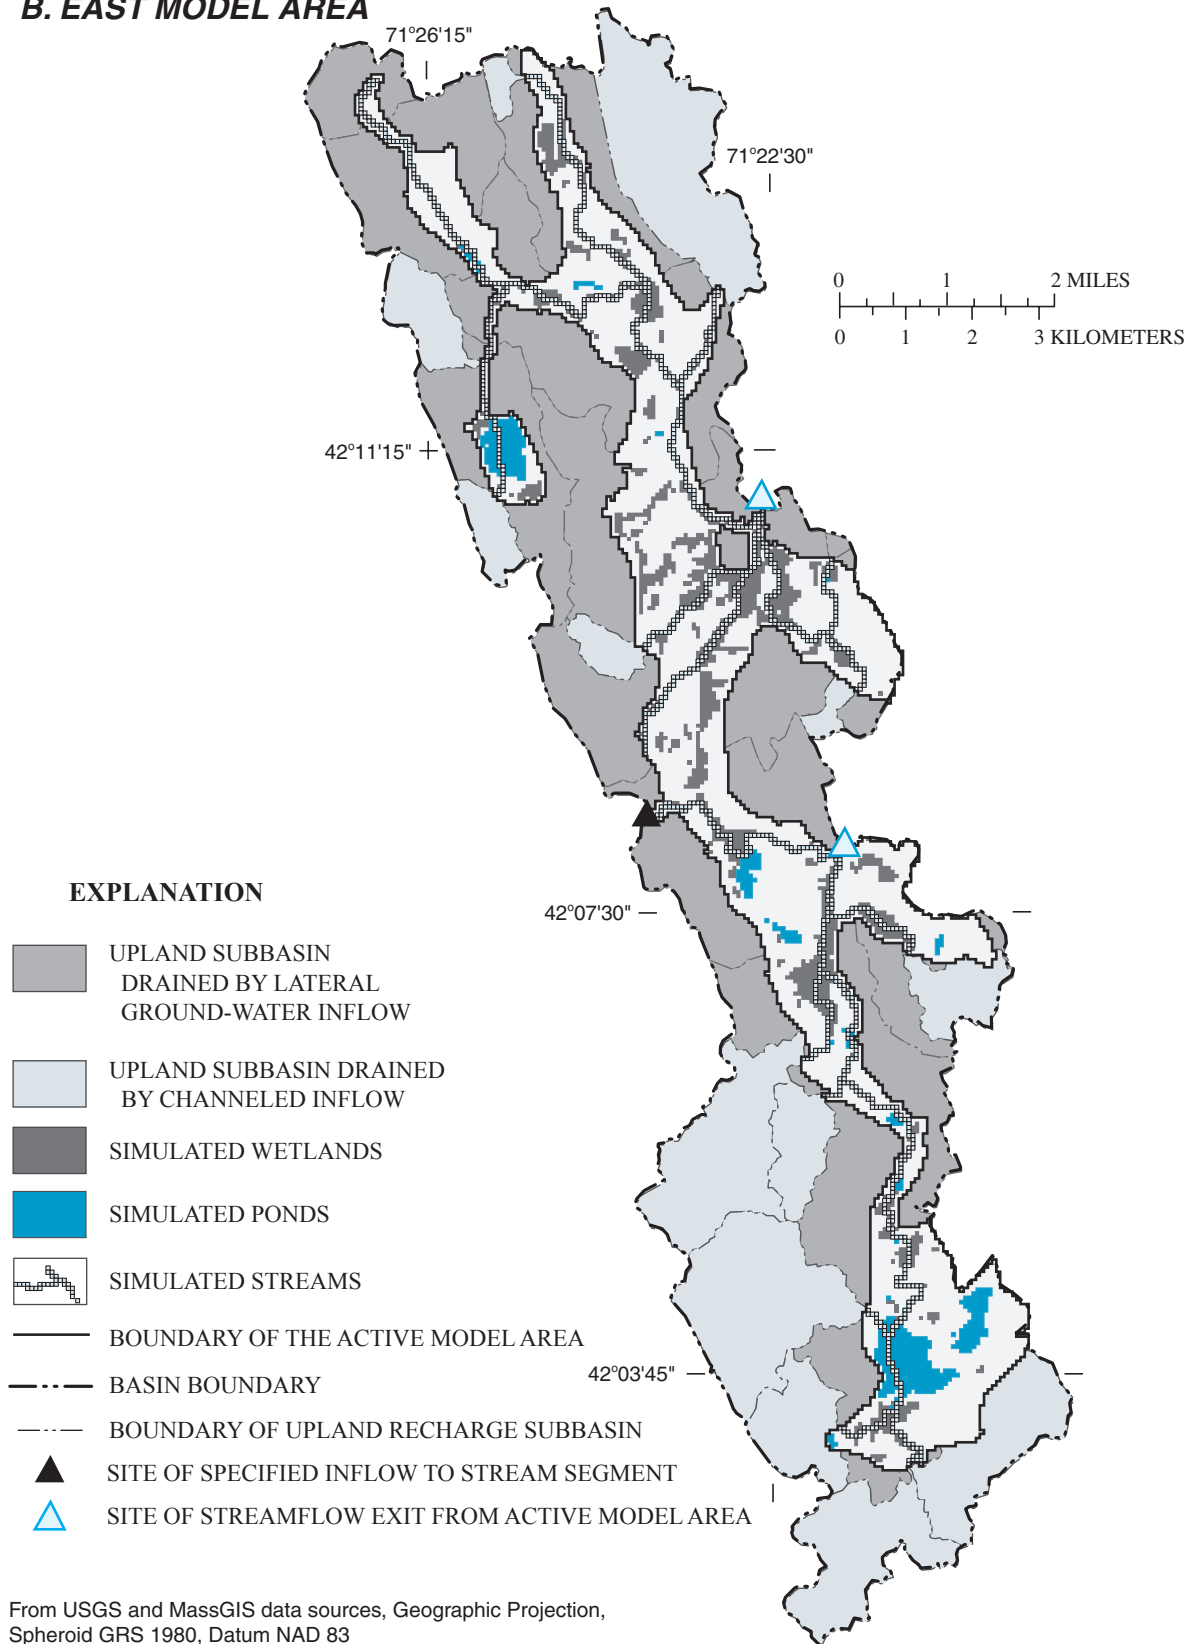 B. EAST MODEL AREA
71°26'15"
71°22'30"
0 1 2 MILES
0 1 2 3 KILOMETERS
42°11'15"
42°07'30"
42°03'45"
EXPLANATION
UPLAND SUBBASIN
DRAINED BY LATERAL
GROUND-WATER INFLOW
UPLAND SUBBASIN DRAINED
BY CHANNELED INFLOW
SIMULATED WETLANDS
SIMULATED PONDS
SIMULATED STREAMS
BOUNDARY OF THE ACTIVE MODEL AREA
BASIN BOUNDARY
BOUNDARY OF UPLAND RECHARGE SUBBASIN
SITE OF SPECIFIED INFLOW TO STREAM SEGMENT
SITE OF STREAMFLOW EXIT FROM ACTIVE MODEL AREA
From USGS and MassGIS data sources, Geographic Projection,
Spheroid GRS 1980, Datum NAD 83